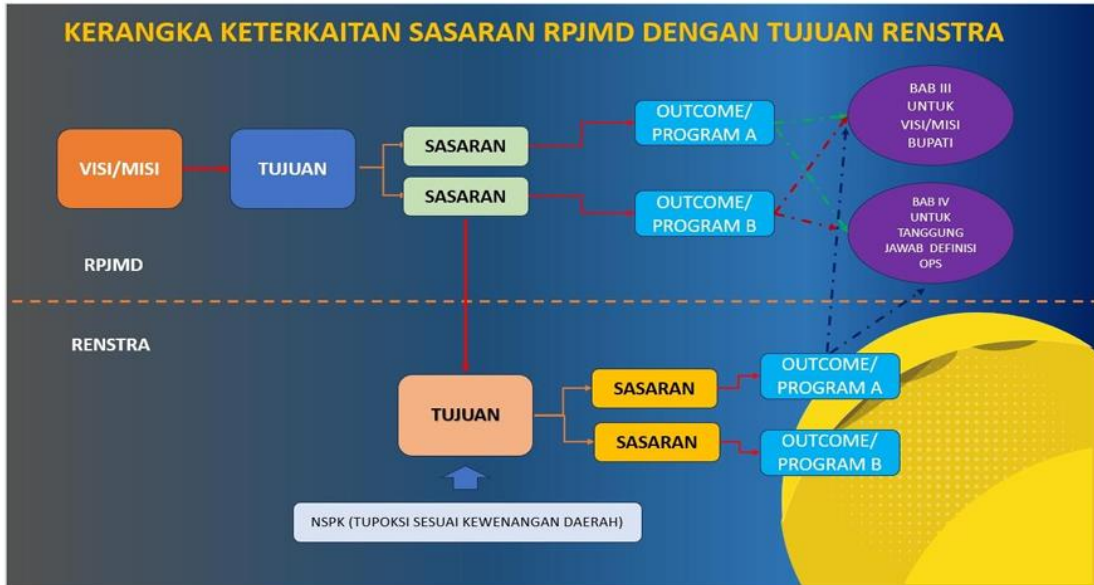 KERANGKA KETERKAITAN SASARAN RPJMD DENGAN TUJUAN RENSTRA
VISI/MISI
TUJUAN
SASARAN
SASARAN
OUTCOME/
PROGRAM A
OUTCOME/
PROGRAM B
BAB III
UNTUK
VISI/MISI
BUPATI
BAB IV
UNTUK
TANGGUNG
JAWAB DEFINISI
OPS
RPJMD
RENSTRA
TUJUAN
SASARAN
SASARAN
OUTCOME/
PROGRAM A
OUTCOME/
PROGRAM B
NSPK (TUPOKSI SESUAI KEWENANGAN DAERAH)